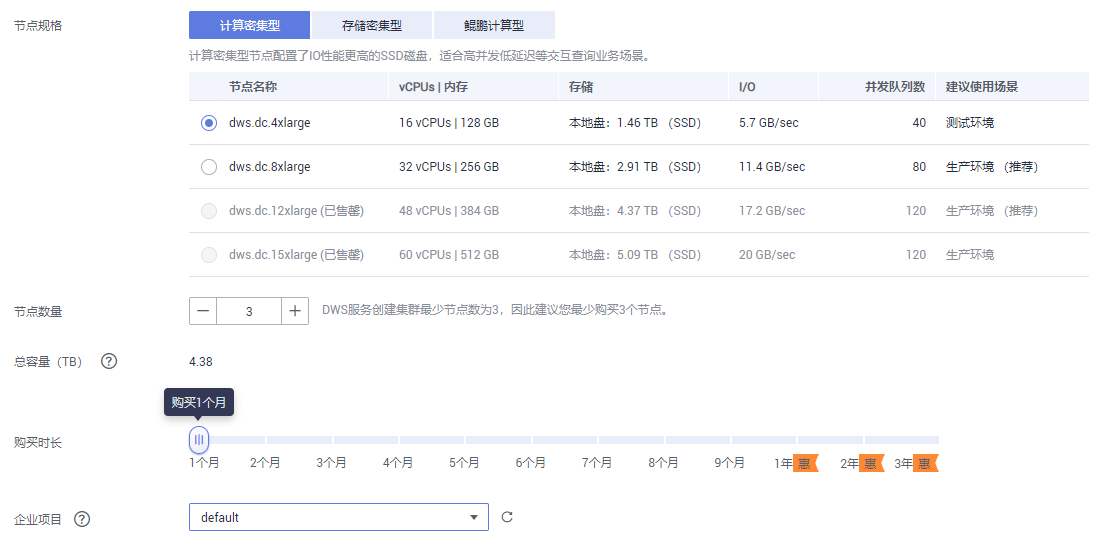 节点规格 计算密集型 存储密集型 鲲鹏计算型
计算密集型节点配置了IO性能更高的SSD磁盘，适合高并发低延迟等交互查询业务场景。
节点名称 vCPUs | 内存 存储 I/O 并发队列数 建议使用场景
dws.dc.4xlarge 16 vCPUs | 128 GB 本地盘：1.46 TB （SSD） 5.7 GB/sec 40 测试环境
dws.dc.8xlarge 32 vCPUs | 256 GB 本地盘：2.91 TB （SSD） 11.4 GB/sec 80 生产环境 （推荐）
dws.dc.12xlarge (已售罄) 48 vCPUs | 384 GB 本地盘：4.37 TB （SSD） 17.2 GB/sec 120 生产环境 （推荐）
dws.dc.15xlarge (已售罄) 60 vCPUs | 512 GB 本地盘：5.09 TB （SSD） 20 GB/sec 120 生产环境
节点数量 3 DWS服务创建集群最少节点数为3，因此建议您最少购买3个节点。
总容量（TB） ? 4.38
购买1个月
购买时长
1个月 2个月 3个月 4个月 5个月 6个月 7个月 8个月 9个月 1年 惠 2年 惠 3年 惠
企业项目 ? default